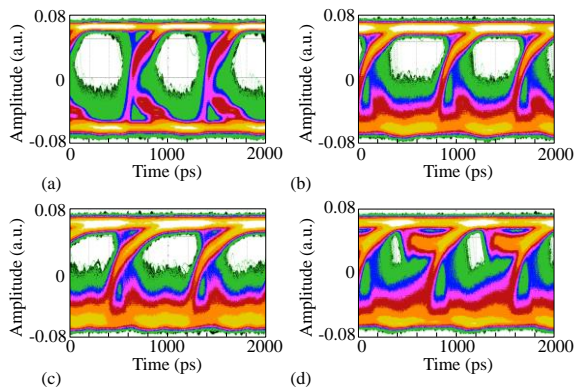 0.08
0
-0.08
Amplitude (a.u.)
0 1000 2000
Time (ps)
(a)
0.08
0
-0.08
Amplitude (a.u.)
0 1000 2000
Time (ps)
(b)
0.08
0
-0.08
Amplitude (a.u.)
0 1000 2000
Time (ps)
(c)
0.08
0
-0.08
Amplitude (a.u.)
0 1000 2000
Time (ps)
(d)